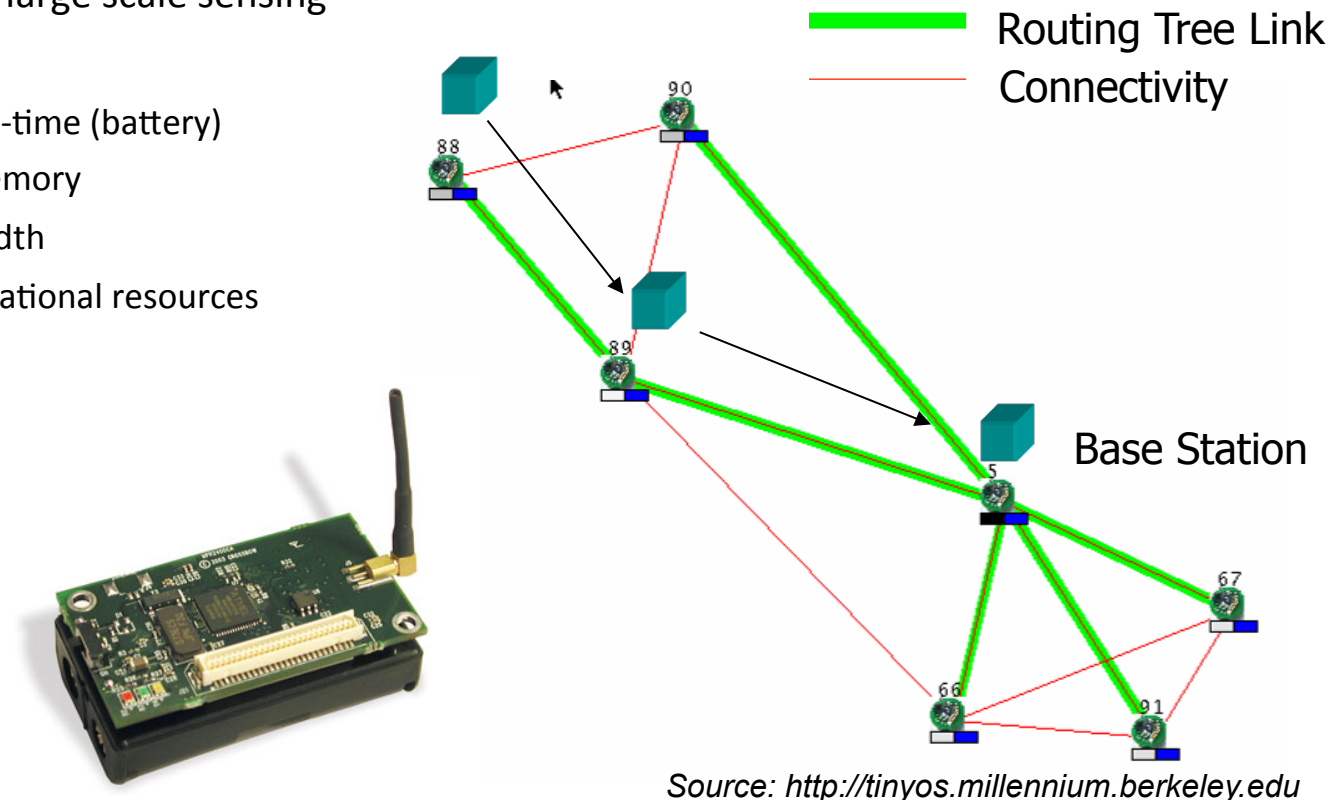 large scale sensing
-time (battery)
emory
dth
ational resources
Routing Tree Link
Connectivity
90
88
89
Base Station
5
67
66
91
Source: http://tinyos.millennium.berkeley.edu